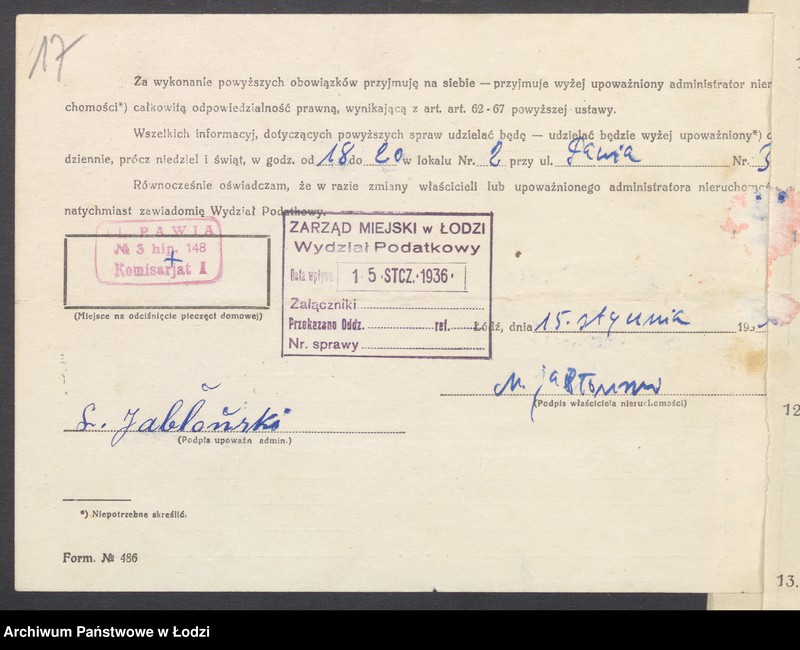 17
Za wykonanie powyższych obowiązków przyjmuję na siebie — przyjmuje wyżej upoważniony administrator nier
chomości*) całkowitą odpowiedzialność prawną, wynikającą z art. art. 62-67 powyższej ustawy.
Wszelkich informacyj, dotyczących powyższych spraw udzielać będę — udzielać będzie wyżej upoważniony*) c
dziennie, prócz niedziel i świąt, w godz. od 18 do 20 w lokalu Nr. 2 przy ul. Pawia Nr. 3
Równocześnie oświadczam, że w razie zmiany właścicieli lub upoważnionego administratora nieruchomoś
natychmiast zawiadomię Wydział Podatkowy.
UL. PAWIA
№ 3 hip. 148
Komisarjat I
(Miejsce na odciśnięcie pieczęci domowej)
ZARZĄD MIEJSKI w ŁODZI
Wydział Podatkowy
Data wpływu 15.STCZ.1936.
Załączniki
Przekazano Oddz. ref.
Nr. sprawy
Łódź, dnia 15. stycznia 193
(Podpis właściciela nieruchomości)
L. Jabłoński
(Podpis upoważn admin.)
*) Niepotrzebne skreślić.
Form. № 486
12
13.
Archiwum Państwowe w Łodzi